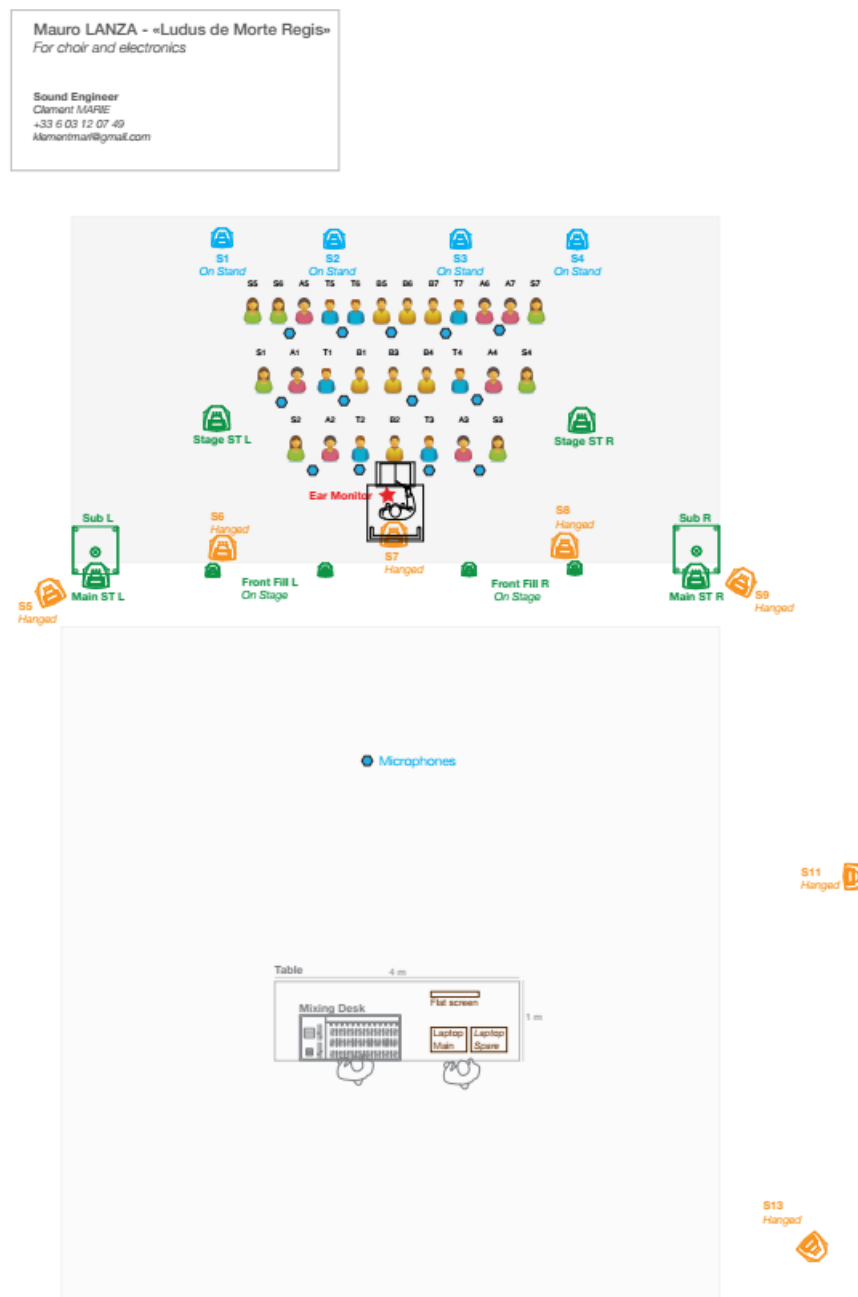 Mauro LANZA - «Ludus de Morte Regis»
For choir and electronics
Sound Engineer
Clement MARIE
+33 6 03 12 07 49
klementmarl@gmail.com
S1 S2 S3 S4
On Stand On Stand On Stand On Stand
S5 S6 A5 T5 T6 B5 B6 B7 T7 A6 A7 S7
S1 A1 T1 B1 B3 B4 T4 A4 S4
Stage ST L Stage ST R
S2 A2 T2 B2 T3 A3 S3
Ear Monitor
Sub L S6 S8 Sub R
Hanged Hanged
S7
Hanged
Front Fill L Front Fill R
On Stage On Stage
S5 Main ST L Main ST R S9
Hanged Hanged
Microphones
S11
Hanged
Table 4 m
Flat screen
Mixing Desk 1 m
Laptop Laptop
Main Spare
S13
Hanged